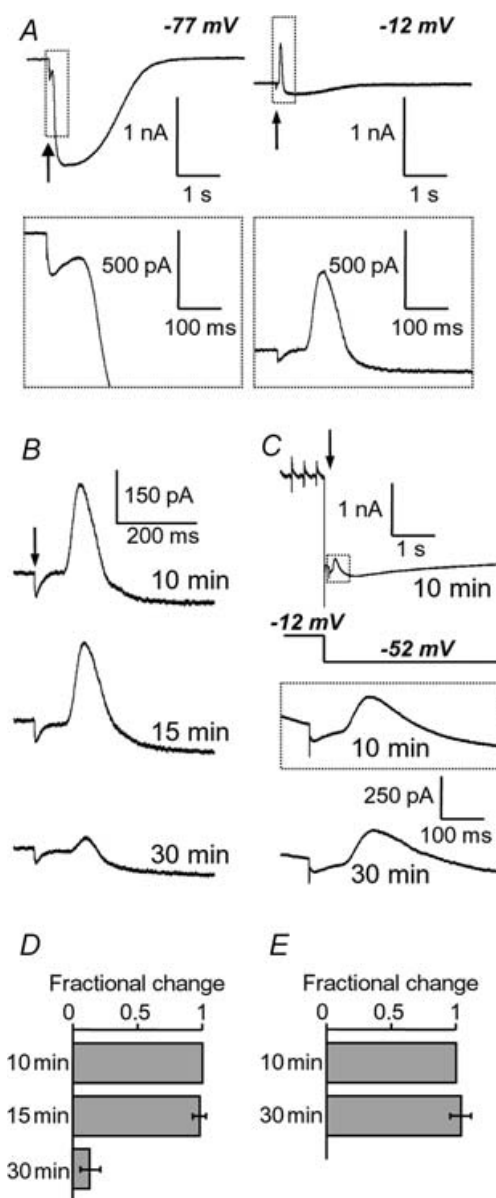 A
-77 mV
-12 mV
1 nA
1 s
1 nA
1 s
500 pA
100 ms
500 pA
100 ms
B
150 pA
200 ms
10 min
15 min
30 min
C
1 nA
1 s
10 min
-12 mV
-52 mV
10 min
250 pA
100 ms
30 min
D
Fractional change
0 0.5 1
10 min
15 min
30 min
E
Fractional change
0 0.5 1
10 min
30 min